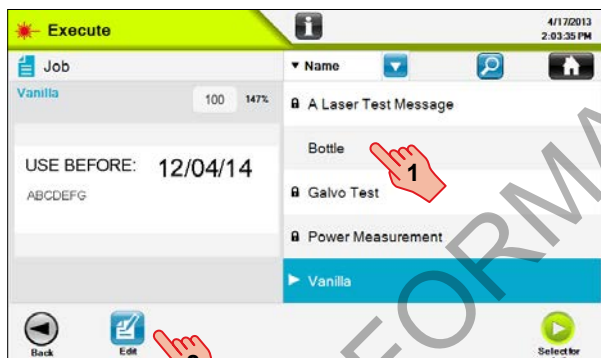 Execute
4/17/2013
2:03:35 PM
Job
▼ Name
Vanilla
100 147%
A Laser Test Message
Bottle
1
USE BEFORE: 12/04/14
ABCDEFG
Galvo Test
Power Measurement
Vanilla
Back
Edit
Select for